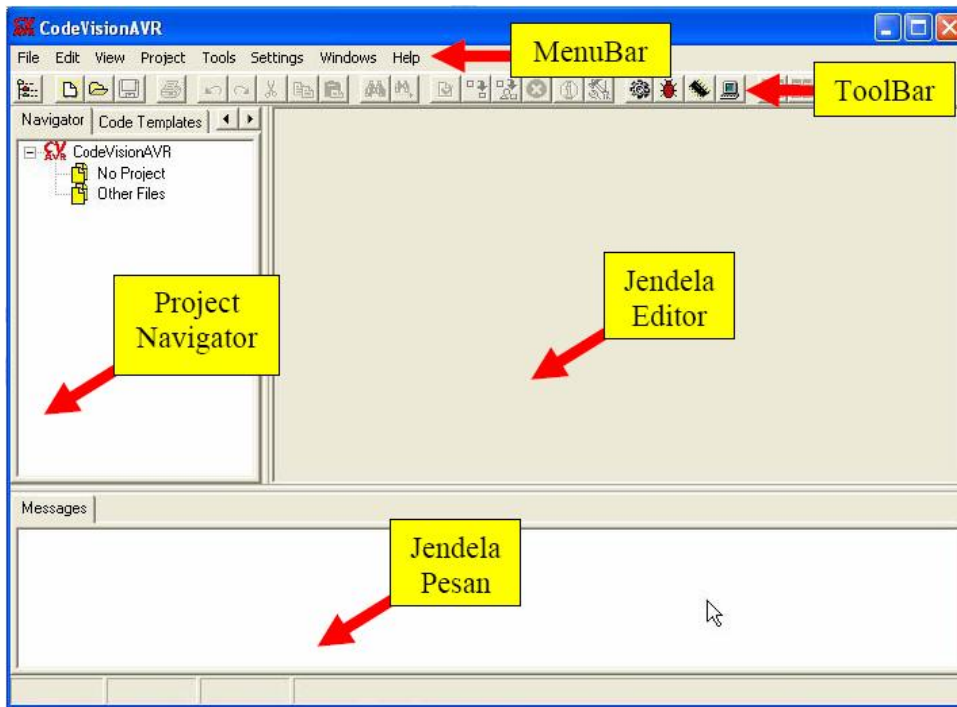 CodeVisionAVR
File Edit View Project Tools Settings Windows Help
MenuBar
ToolBar
Navigator Code Templates
CodeVisionAVR
No Project
Other Files
Project
Navigator
Jendela
Editor
Messages
Jendela
Pesan